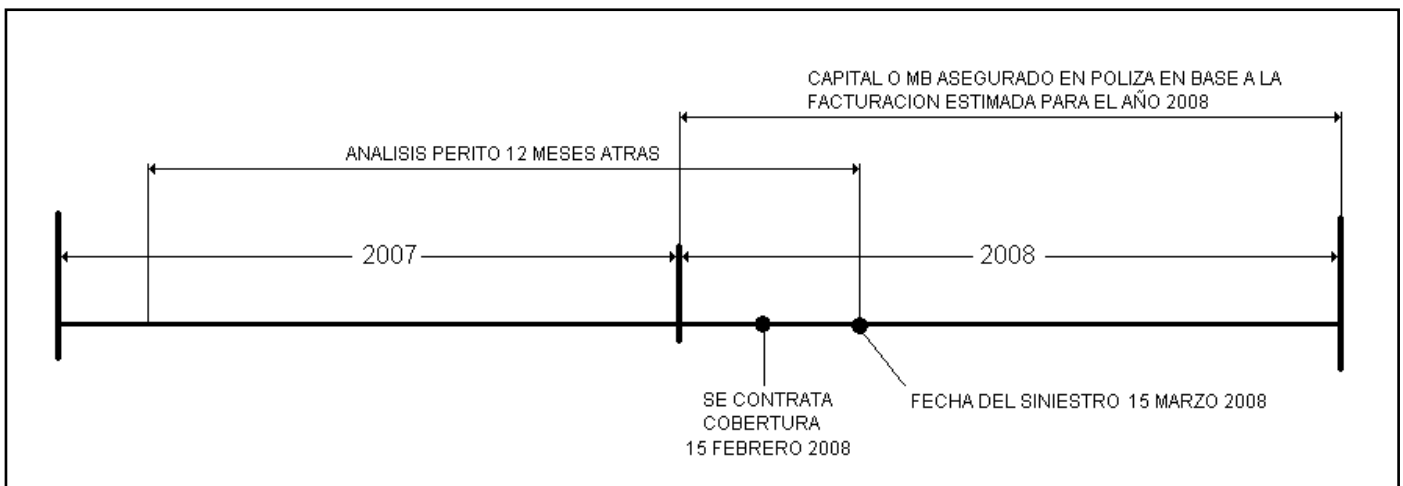 CAPITAL O MB ASEGURADO EN POLIZA EN BASE A LA
FACTURACION ESTIMADA PARA EL AÑO 2008
ANALISIS PERITO 12 MESES ATRAS
2007
2008
SE CONTRATA
COBERTURA
15 FEBRERO 2008
FECHA DEL SINIESTRO 15 MARZO 2008